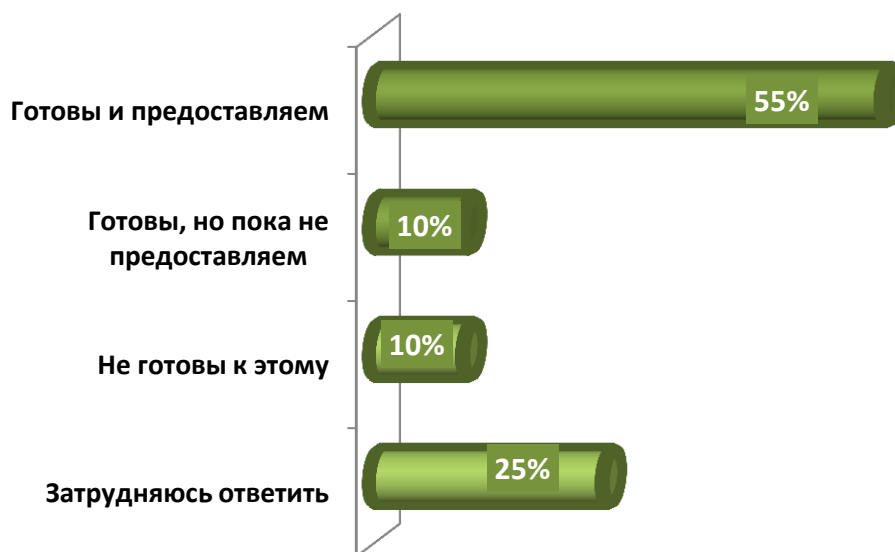 Готовы и предоставляем
55%
Готовы, но пока не
предоставляем
10%
Не готовы к этому
10%
Затрудняюсь ответить
25%